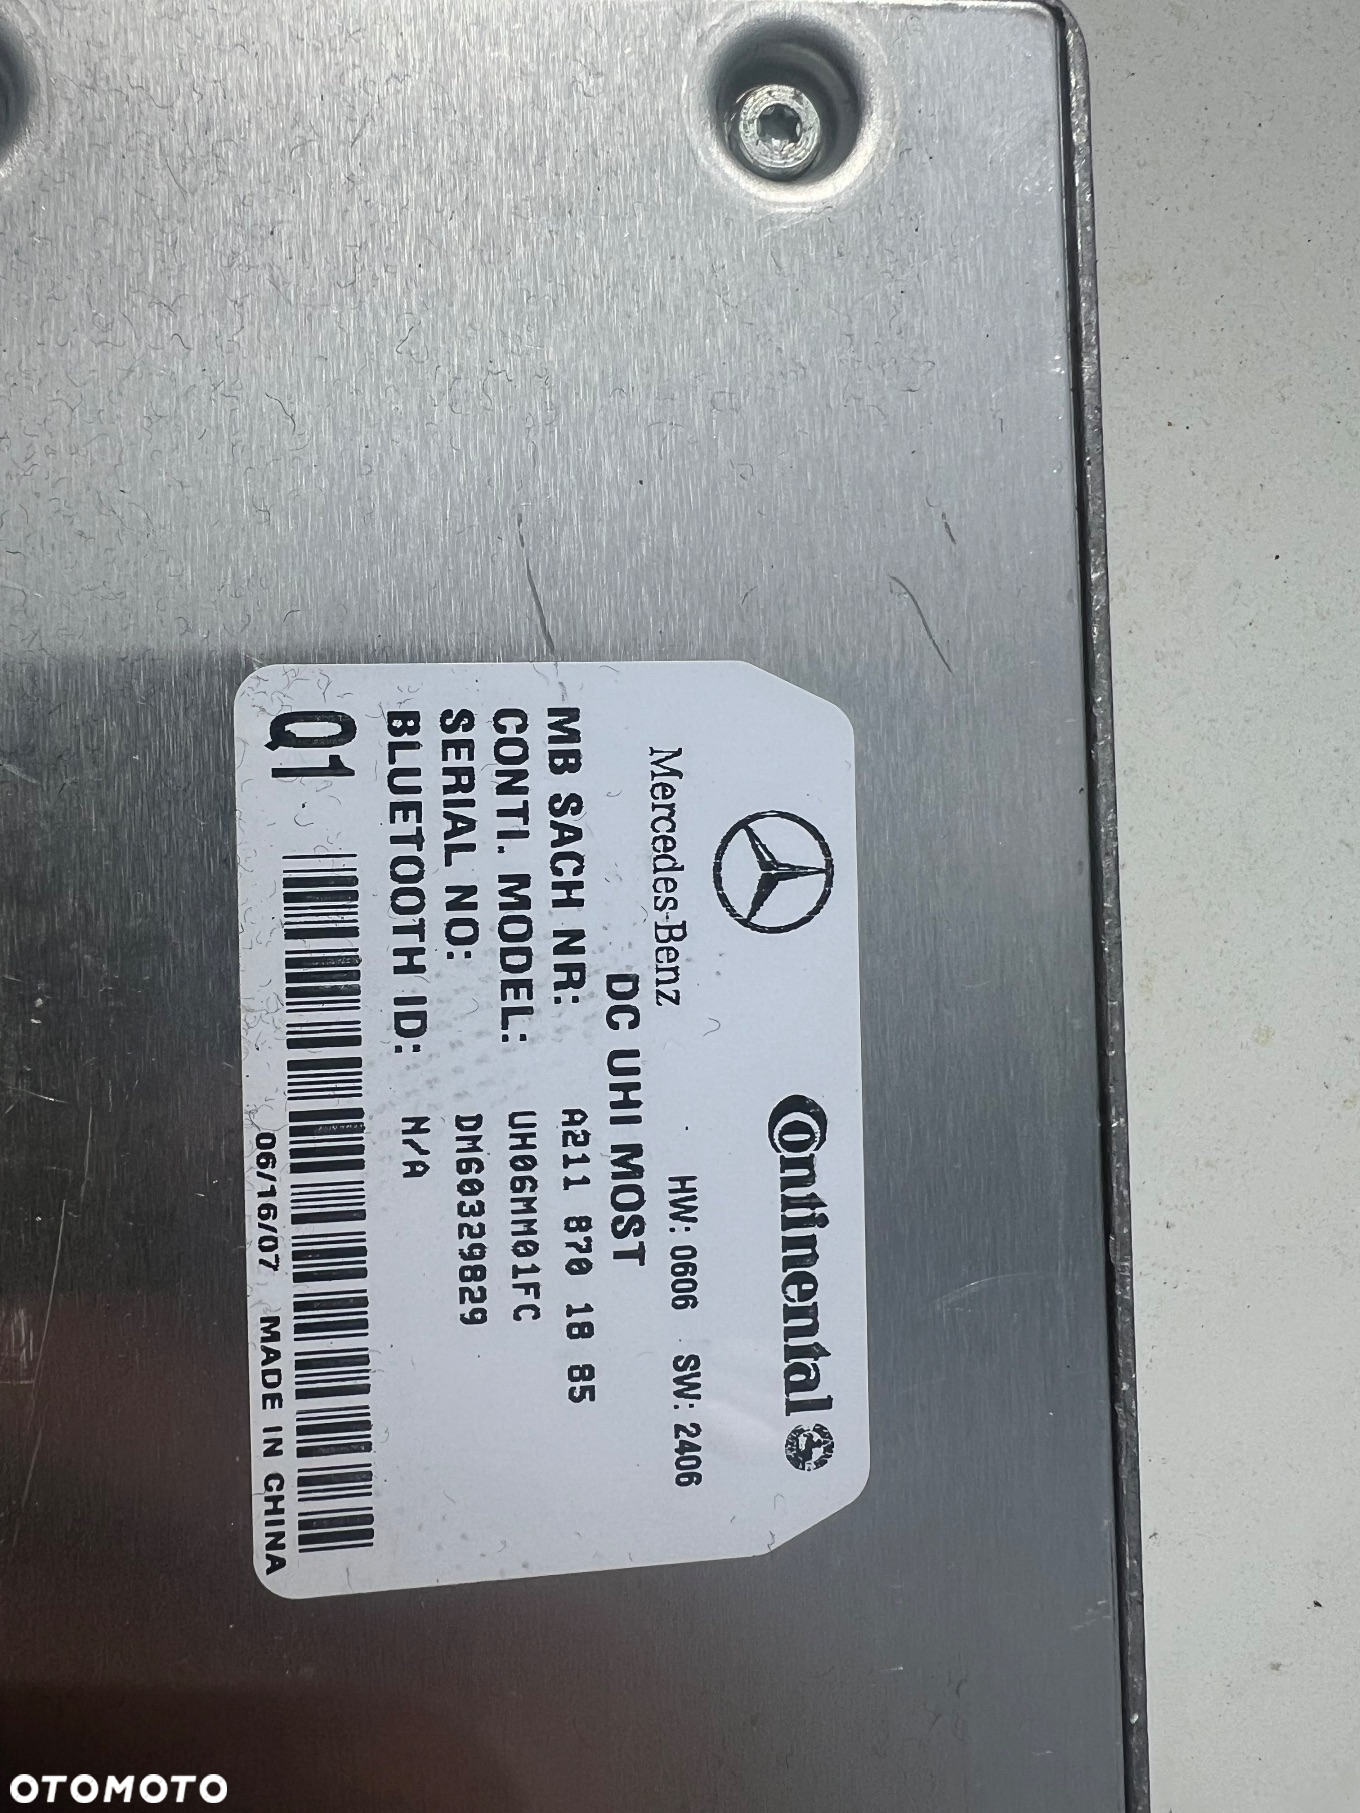 Mercedes-Benz
Continental
HW: 0606 SW: 2406
DC UHI MOST
MB SACH NR: A211 870 18 85
CONTI. MODEL: UH06MM01FC
SERIAL NO: DM60329829
BLUETOOTH ID: N/A
Q1
06/16/07 MADE IN CHINA
OTOMOTO